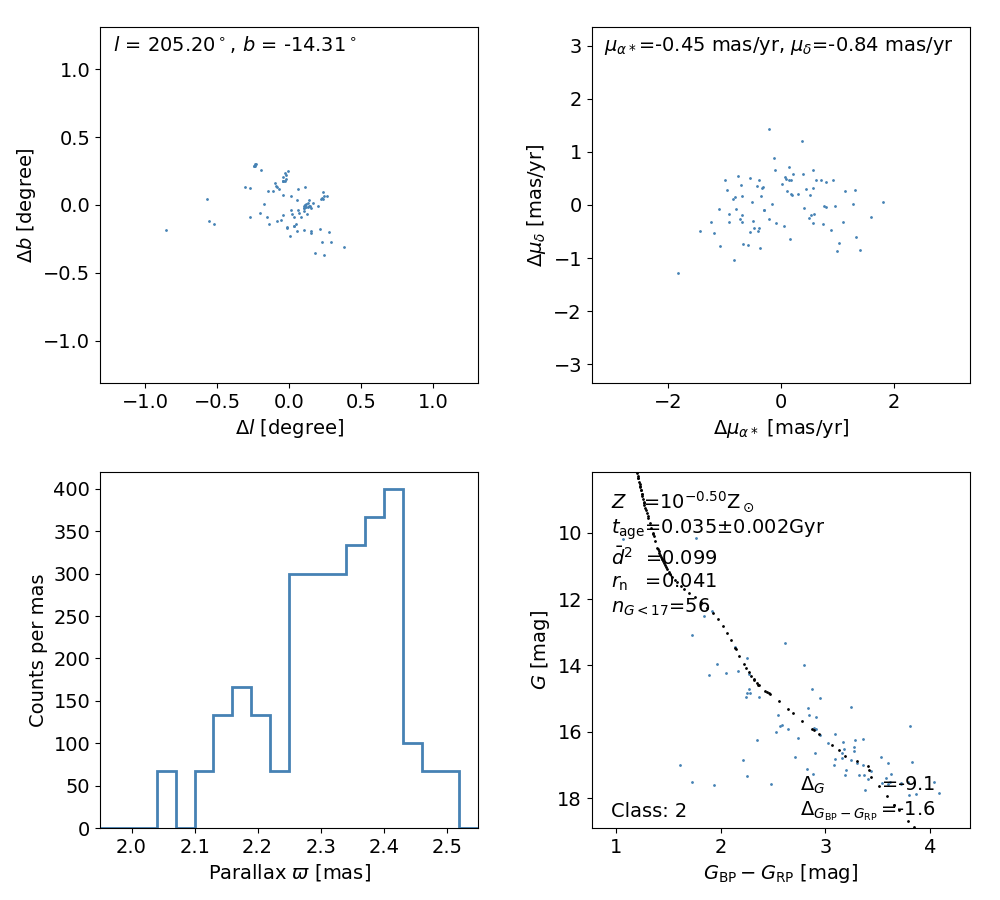 l = 205.20°, b = -14.31°
1.0
0.5
0.0
−0.5
−1.0
Δb [degree]
−1.0 −0.5 0.0 0.5 1.0
Δl [degree]
μα*=-0.45 mas/yr, μδ=-0.84 mas/yr
3
2
1
0
−1
−2
−3
Δμδ [mas/yr]
−2 0 2
Δμα* [mas/yr]
400
350
300
250
200
150
100
50
0
Counts per mas
2.0 2.1 2.2 2.3 2.4 2.5
Parallax ϖ [mas]
Z =10^−0.50 Z⊙
t_age=0.035±0.002Gyr
d̄² =0.099
r_n =0.041
n_G<17=56
10
12
14
16
18
G [mag]
Δ_G =-9.1
Class: 2
Δ_GBP−GRP =-1.6
1 2 3 4
G_BP − G_RP [mag]